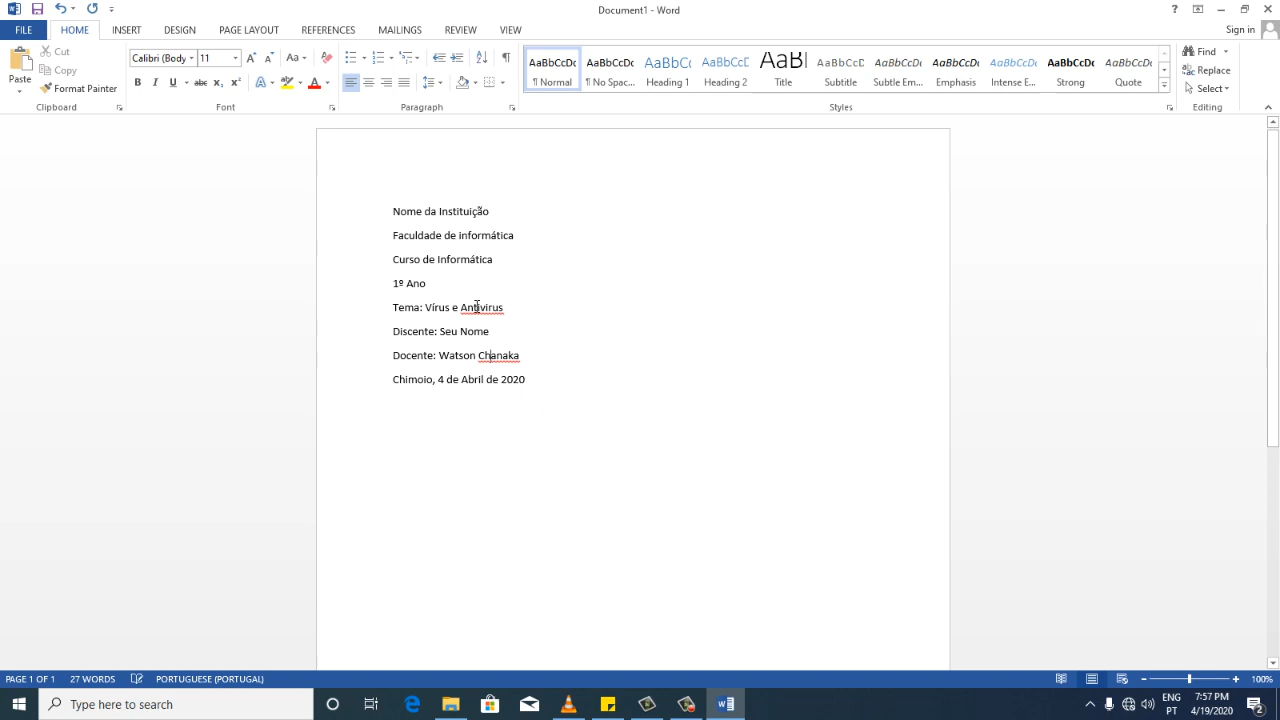 Document1 - Word
Sign in
FILE HOME INSERT DESIGN PAGE LAYOUT REFERENCES MAILINGS REVIEW VIEW
Paste
Cut
Copy
Format Painter
Clipboard
Calibri (Body 11
Font
Paragraph
AaBbCcDc AaBbCcDc AaBbCc AaBbCcD AaBl AaBbCcD AaBbCcDc AaBbCcDc AaBbCcDc AaBbCcDc AaBbCcDc
¶ Normal ¶ No Spac... Heading 1 Heading 2 Title Subtitle Subtle Em... Emphasis Intense E... Strong Quote
Styles
Find
Replace
Select
Editing
Nome da Instituição
Faculdade de informática
Curso de Informática
1º Ano
Tema: Vírus e Antivirus
Discente: Seu Nome
Docente: Watson Chanaka
Chimoio, 4 de Abril de 2020
PAGE 1 OF 1 27 WORDS PORTUGUESE (PORTUGAL) 100%
Type here to search
ENG
PT
7:57 PM
4/19/2020
2